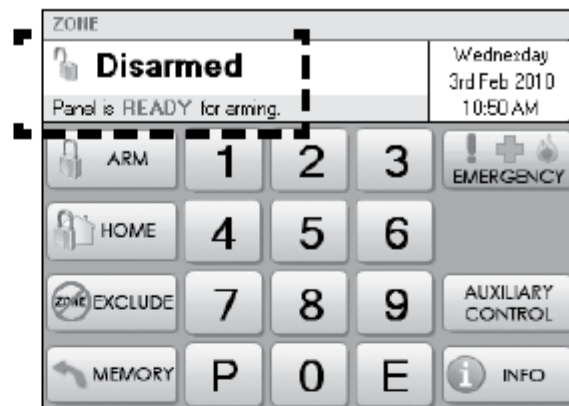 ZONE
Disarmed
Panel is READY for arming.
Wednesday
3rd Feb 2010
10:50 AM
ARM
1
2
3
EMERGENCY
HOME
4
5
6
ZONE
EXCLUDE
7
8
9
AUXILIARY
CONTROL
MEMORY
P
0
E
i
INFO